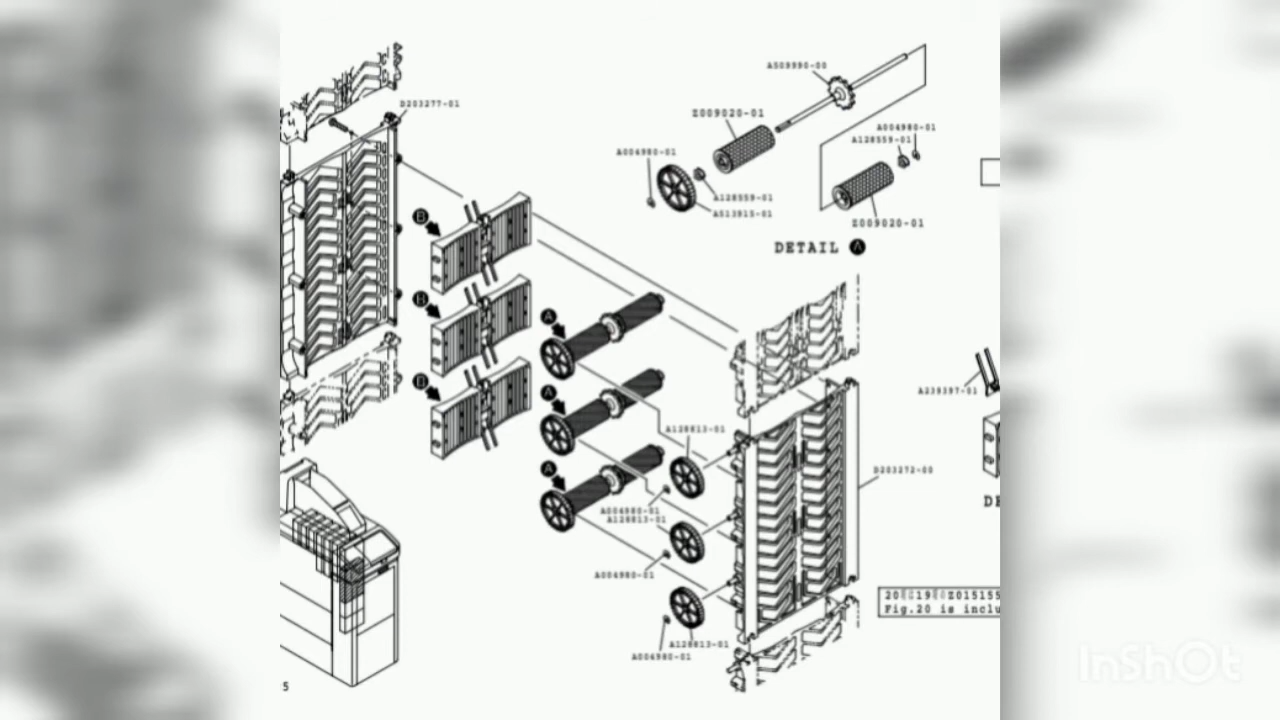 A509990-00
D203277-01
Z009020-01
A004980-01
A128559-01
A004980-01
A128559-01
A513915-01
Z009020-01
DETAIL A
B
A
A
A
A239397-01
A128813-01
D203272-00
A004980-01
A128813-01
A004980-01
A128813-01
A004980-01
Fig.20 is inclu
5
InShOt